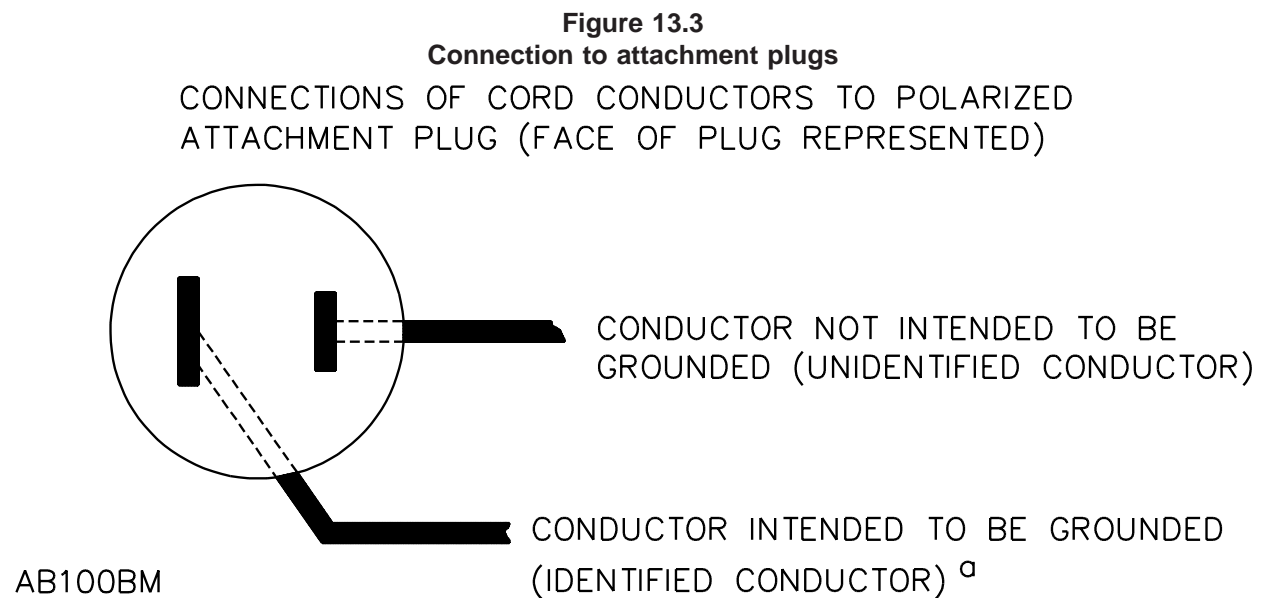 Figure 13.3
Connection to attachment plugs
CONNECTIONS OF CORD CONDUCTORS TO POLARIZED
ATTACHMENT PLUG (FACE OF PLUG REPRESENTED)
CONDUCTOR NOT INTENDED TO BE
GROUNDED (UNIDENTIFIED CONDUCTOR)
CONDUCTOR INTENDED TO BE GROUNDED
(IDENTIFIED CONDUCTOR) a
AB100BM